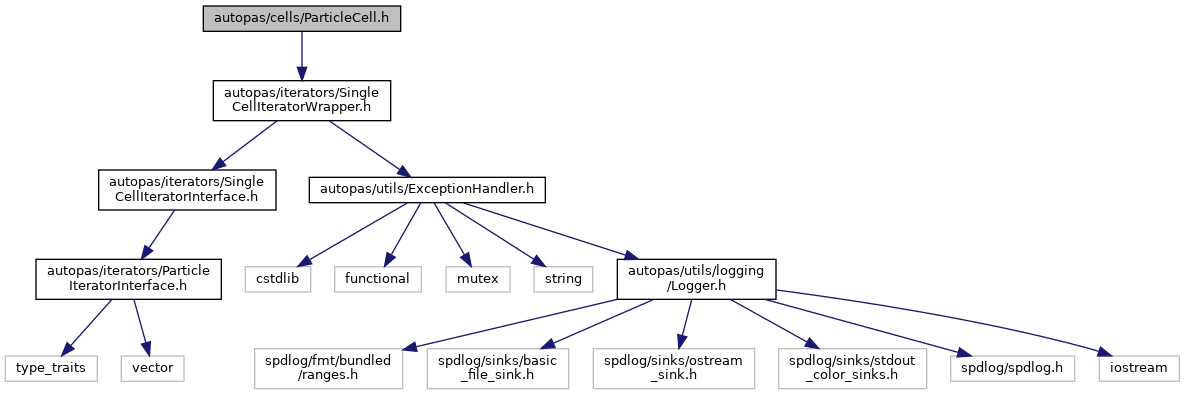 autopas/cells/ParticleCell.h
autopas/iterators/Single
CellIteratorWrapper.h
autopas/iterators/Single
CellIteratorInterface.h
autopas/utils/ExceptionHandler.h
autopas/iterators/Particle
IteratorInterface.h
cstdlib
functional
mutex
string
autopas/utils/logging
/Logger.h
type_traits
vector
spdlog/fmt/bundled
/ranges.h
spdlog/sinks/basic
_file_sink.h
spdlog/sinks/ostream
_sink.h
spdlog/sinks/stdout
_color_sinks.h
spdlog/spdlog.h
iostream